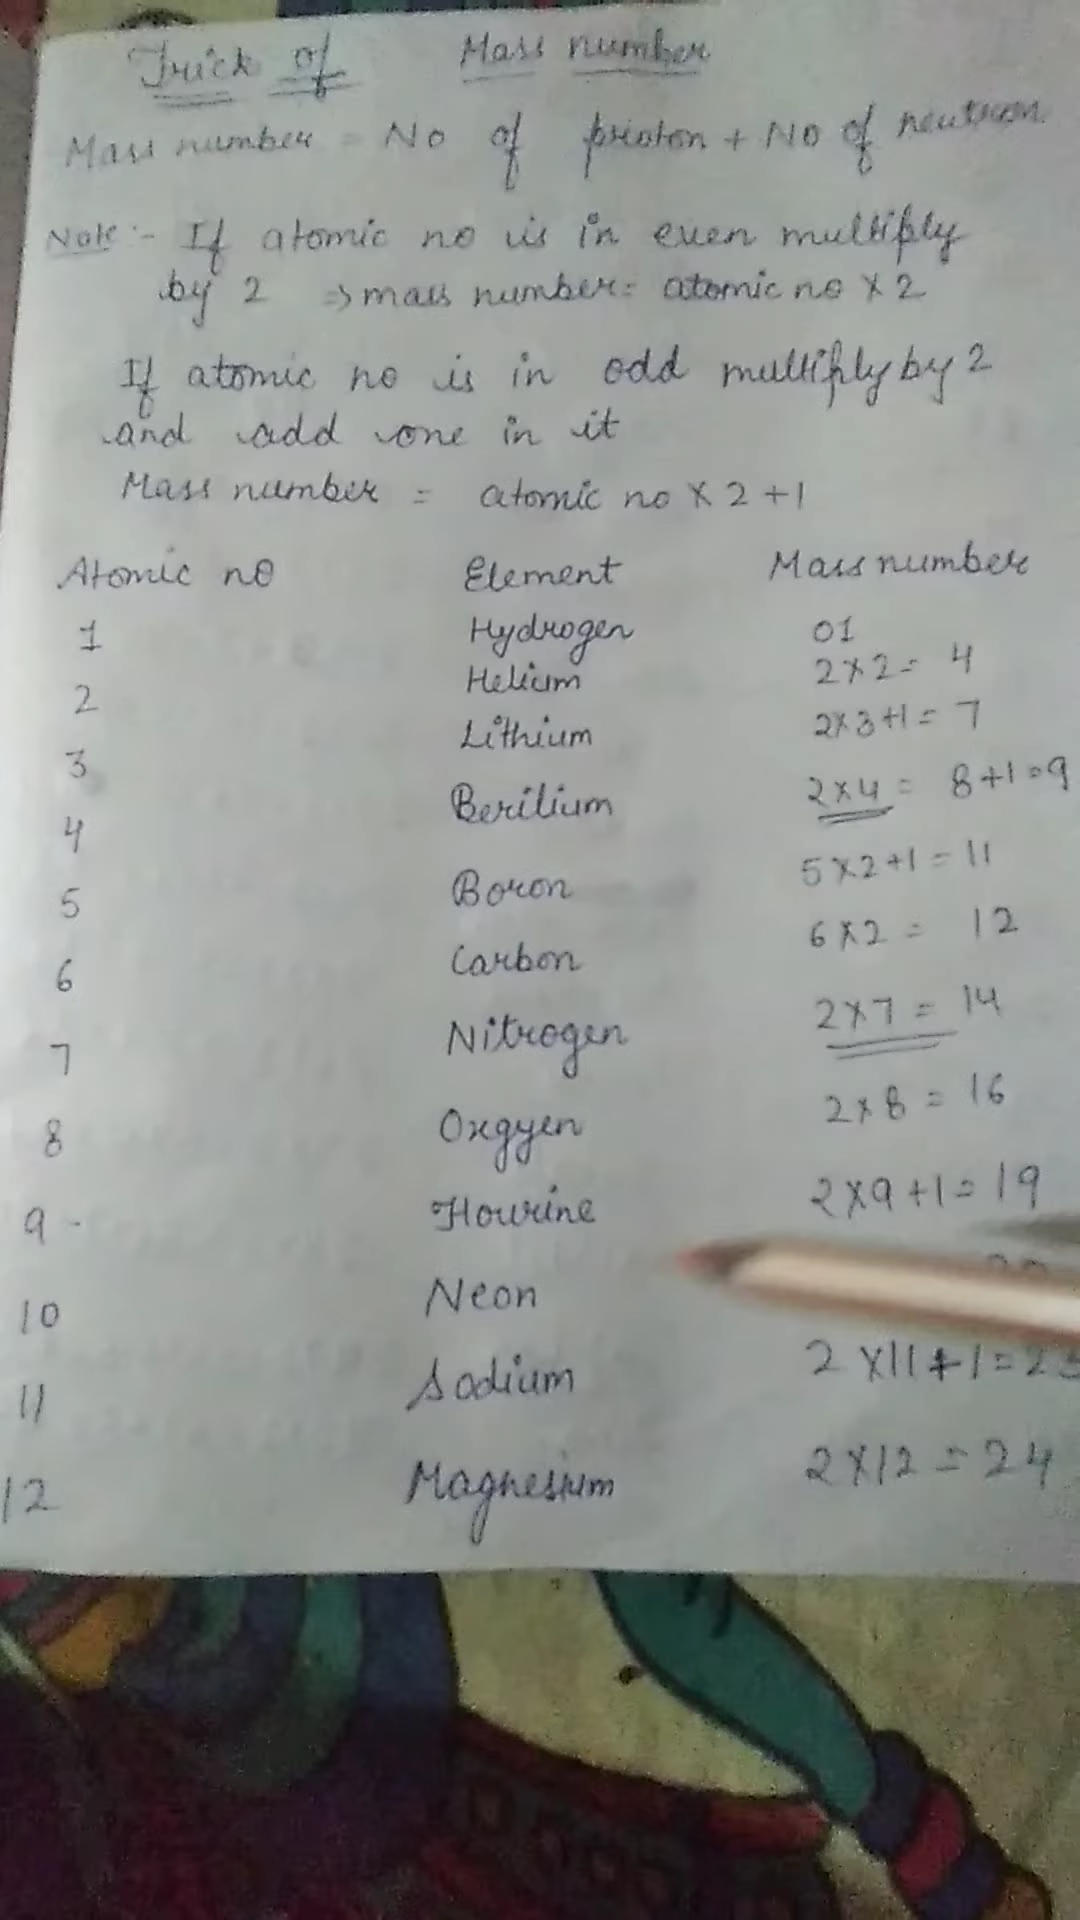 Trick of Mass number
Mass number = No of proton + No of neutron
Note :- If atomic no is in even multiply
by 2 => mass number= atomic no X 2
If atomic no is in odd multiply by 2
and add one in it
Mass number = atomic no X 2 +1
Atomic no Element Mass number
1 Hydrogen 01
2 Helium 2x2= 4
3 Lithium 2x3+1=7
4 Berilium 2x4= 8+1=9
5 Boron 5x2+1=11
6 Carbon 6x2= 12
7 Nitrogen 2x7=14
8 Oxgyen 2x8=16
9 - Flourine 2x9+1=19
10 Neon
11 Sodium 2x11+1=23
12 Magnesium 2x12=24